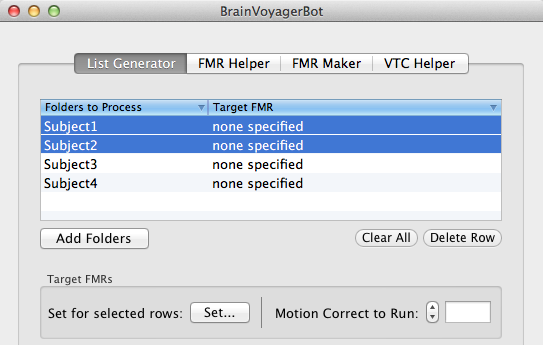 BrainVoyagerBot
List Generator FMR Helper FMR Maker VTC Helper
Folders to Process Target FMR
Subject1 none specified
Subject2 none specified
Subject3 none specified
Subject4 none specified
Add Folders Clear All Delete Row
Target FMRs
Set for selected rows: Set... Motion Correct to Run: